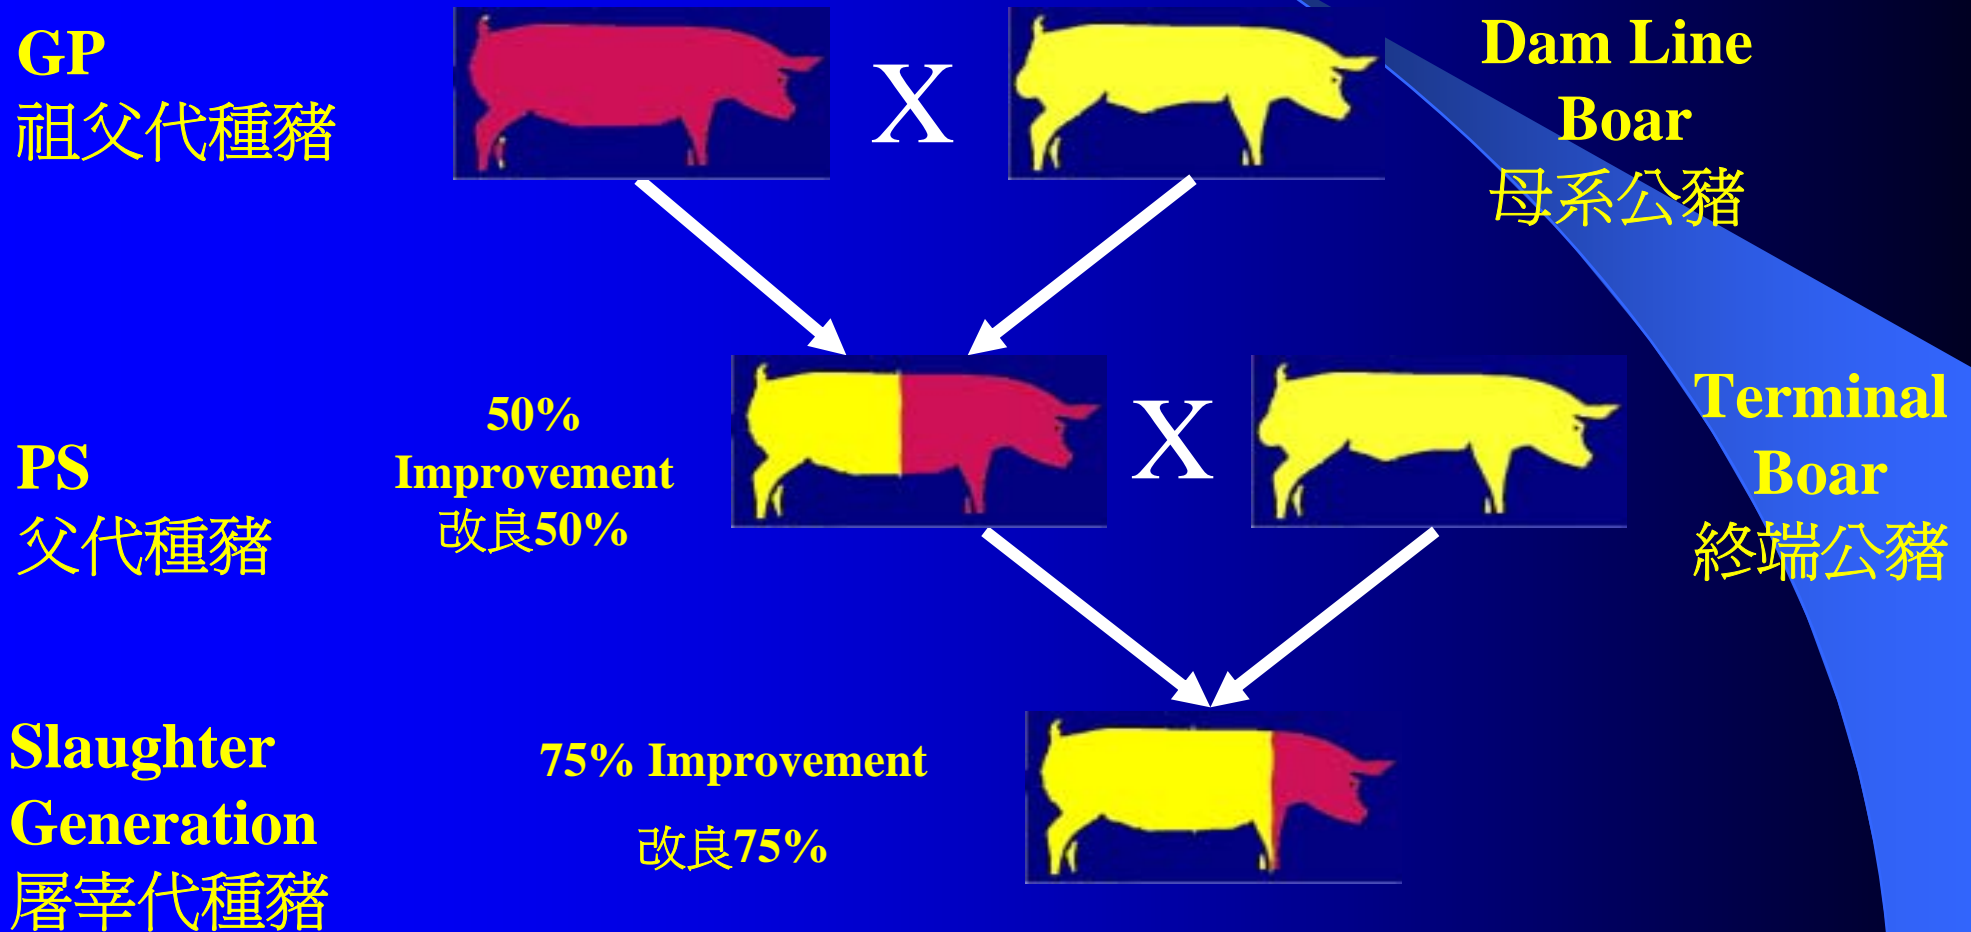 GP
祖父代種豬
X
Dam Line
Boar
母系公豬
PS
父代種豬
50%
Improvement
改良50%
X
Terminal
Boar
終端公豬
Slaughter
Generation
屠宰代種豬
75% Improvement
改良75%